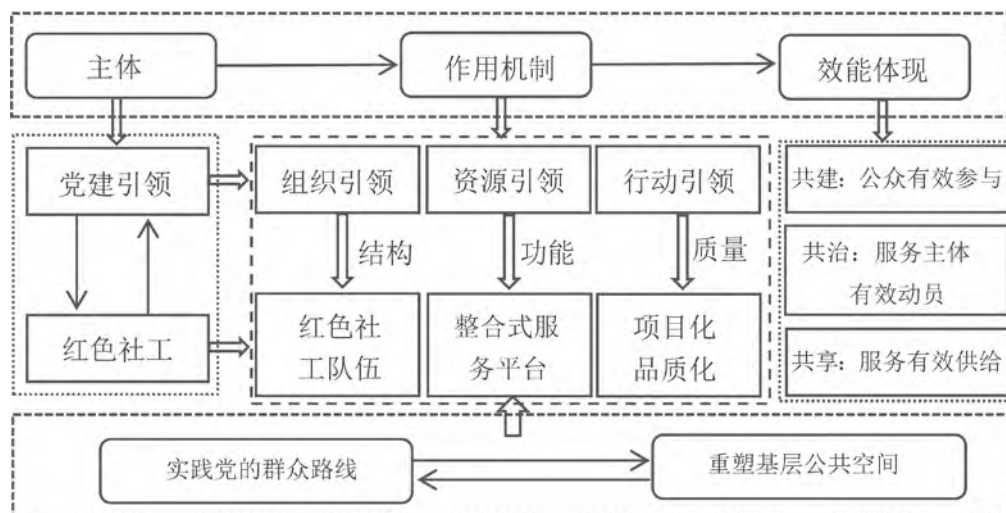 主体
作用机制
效能体现
党建引领
组织引领
资源引领
行动引领
共建：公众有效参与
结构
功能
质量
共治：服务主体
有效动员
红色社工
红色社
工队伍
整合式服
务平台
项目化
品质化
共享：服务有效供给
实践党的群众路线
重塑基层公共空间